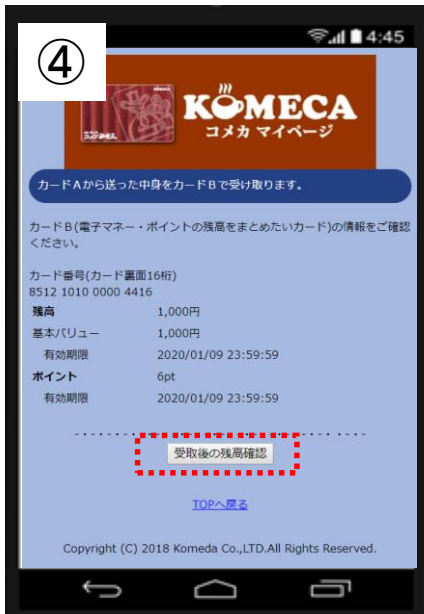 ④
4:45
KOMECA
コメカ マイページ
カードAから送った中身をカードBで受け取ります。
カードB(電子マネー・ポイントの残高をまとめたいカード)の情報をご確認
ください。
カード番号(カード裏面16桁)
8512 1010 0000 4416
残高 1,000円
基本バリュー 1,000円
有効期限 2020/01/09 23:59:59
ポイント 6pt
有効期限 2020/01/09 23:59:59
受取後の残高確認
TOPへ戻る
Copyright (C) 2018 Komeda Co.,LTD.All Rights Reserved.